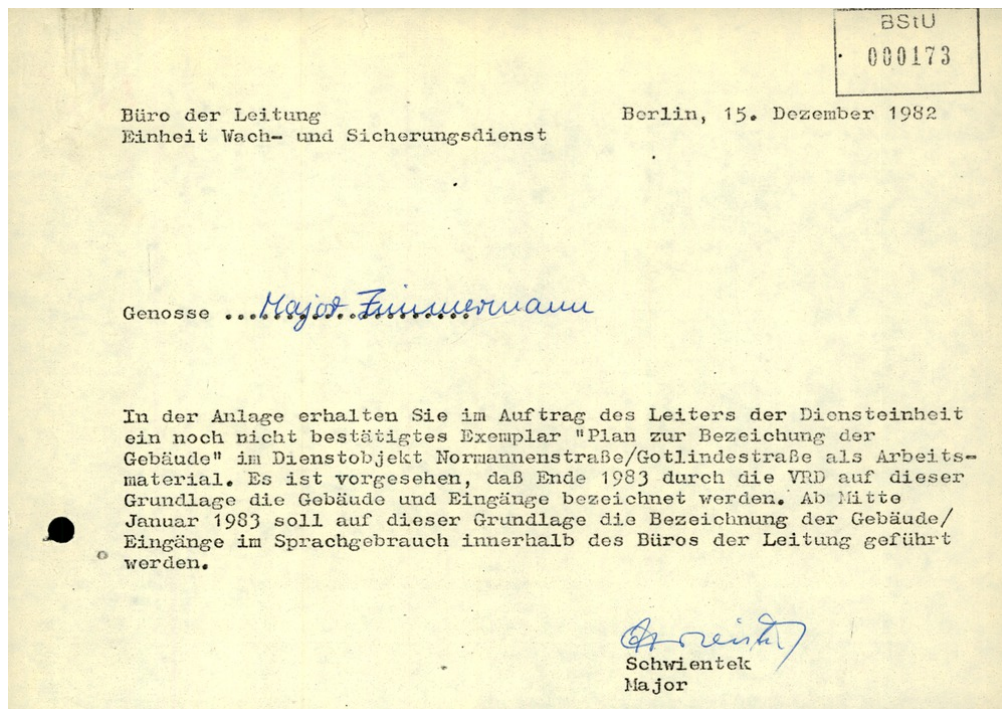 BStU
000173
Büro der Leitung
Berlin, 15. Dezember 1982
Einheit Wach- und Sicherungsdienst
Genosse ...Major Zimmermann
In der Anlage erhalten Sie im Auftrag des Leiters der Diensteinheit
ein noch nicht bestätigtes Exemplar "Plan zur Bezeichung der
Gebäude" im Dienstobjekt Normannenstraße/Gotlindestraße als Arbeits-
material. Es ist vorgesehen, daß Ende 1983 durch die VRD auf dieser
Grundlage die Gebäude und Eingänge bezeichnet werden. Ab Mitte
Januar 1983 soll auf dieser Grundlage die Bezeichnung der Gebäude/
Eingänge im Sprachgebrauch innerhalb des Büros der Leitung geführt
werden.
Schwientek
Major